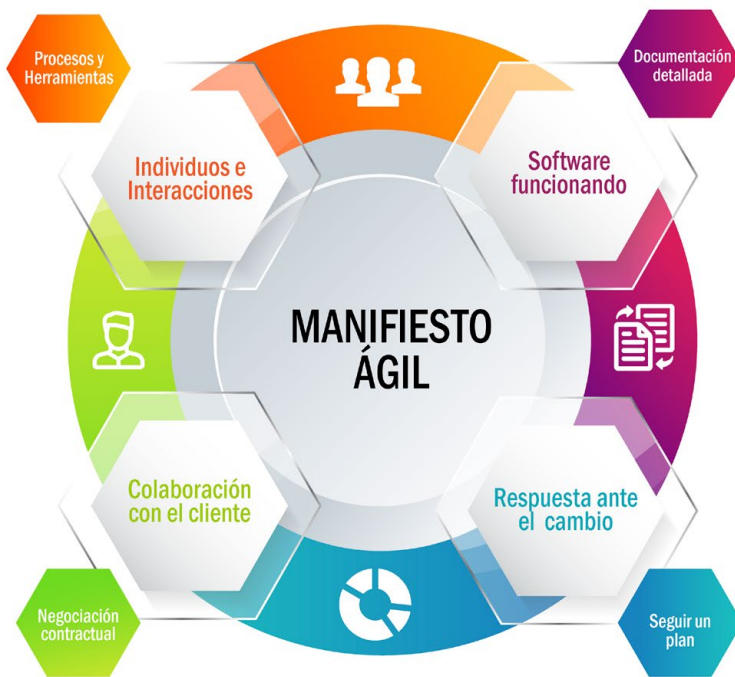 Procesos y
Herramientas
Documentación
detallada
Individuos e
Interacciones
Software
funcionando
MANIFIESTO
ÁGIL
Colaboración
con el cliente
Respuesta ante
el cambio
Negociación
contractual
Seguir un
plan